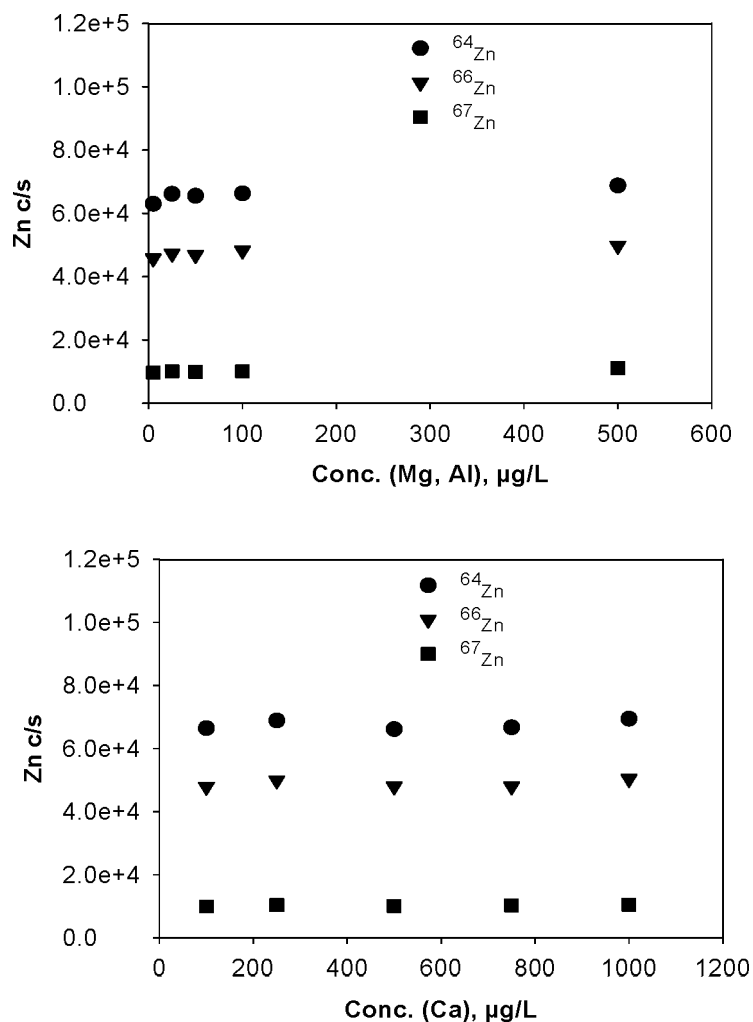 1.2e+5
1.0e+5
8.0e+4
6.0e+4
4.0e+4
2.0e+4
0.0
Zn c/s
64Zn
66Zn
67Zn
0 100 200 300 400 500 600
Conc. (Mg, Al), µg/L
1.2e+5
1.0e+5
8.0e+4
6.0e+4
4.0e+4
2.0e+4
0.0
Zn c/s
64Zn
66Zn
67Zn
0 200 400 600 800 1000 1200
Conc. (Ca), µg/L